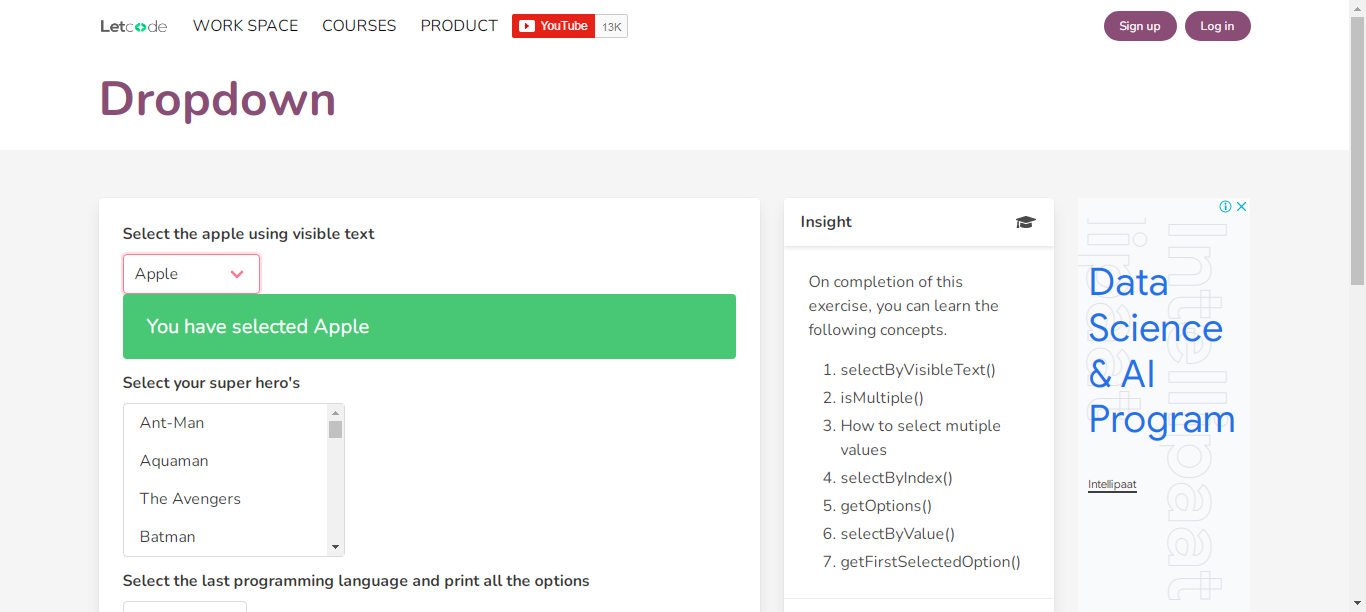 Letcode WORK SPACE COURSES PRODUCT YouTube 13K Sign up Log in
Dropdown
Select the apple using visible text
Apple
You have selected Apple
Select your super hero's
Ant-Man
Aquaman
The Avengers
Batman
Select the last programming language and print all the options
Insight
On completion of this
exercise, you can learn the
following concepts.
1. selectByVisibleText()
2. isMultiple()
3. How to select mutiple
values
4. selectByIndex()
5. getOptions()
6. selectByValue()
7. getFirstSelectedOption()
Data
Science
& AI
Program
Intellipaat
Intellipaat